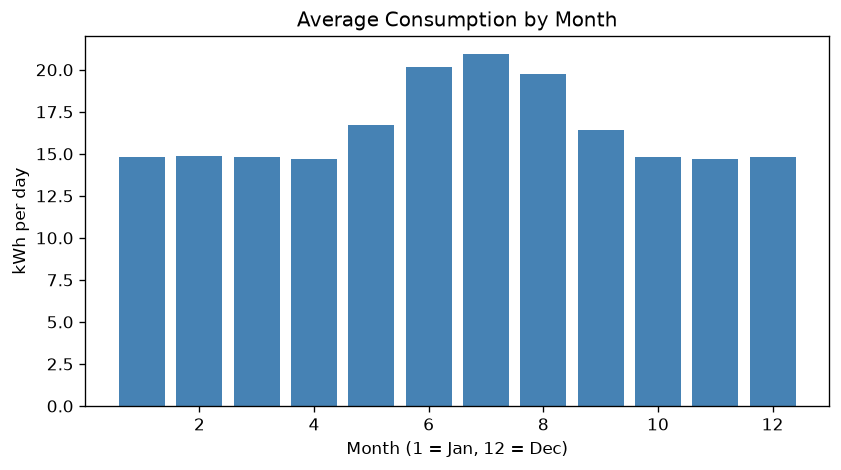 Average Consumption by Month
kWh per day
20.0
17.5
15.0
12.5
10.0
7.5
5.0
2.5
0.0
2 4 6 8 10 12
Month (1 = Jan, 12 = Dec)